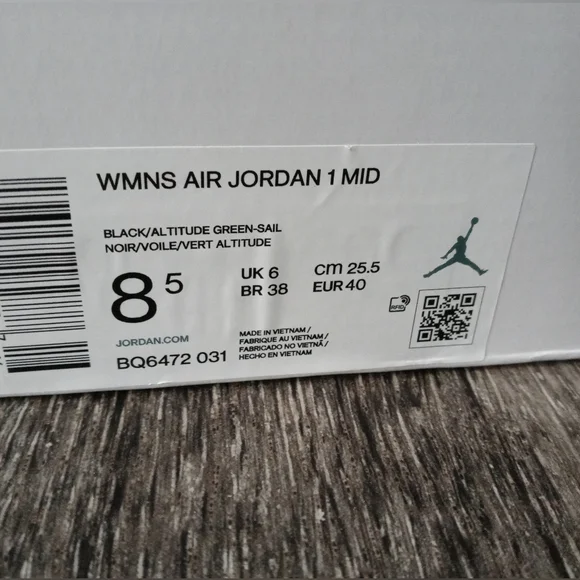 WMNS AIR JORDAN 1 MID
BLACK/ALTITUDE GREEN-SAIL
NOIR/VOILE/VERT ALTITUDE
8 5
UK 6 CM 25.5
BR 38 EUR 40
RFID
JORDAN.COM
BQ6472 031
MADE IN VIETNAM /
FABRIQUE AU VIETNAM /
FABRICADO NO VIETNÃ /
HECHO EN VIETNAM